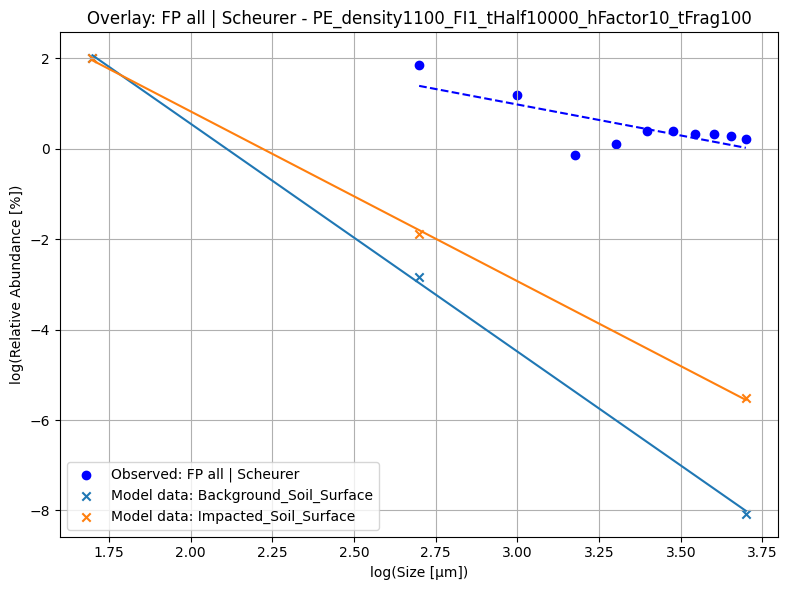 Overlay: FP all | Scheurer - PE_density1100_FI1_tHalf10000_hFactor10_tFrag100
log(Relative Abundance [%])
2
0
−2
−4
−6
−8
Observed: FP all | Scheurer
Model data: Background_Soil_Surface
Model data: Impacted_Soil_Surface
1.75 2.00 2.25 2.50 2.75 3.00 3.25 3.50 3.75
log(Size [μm])